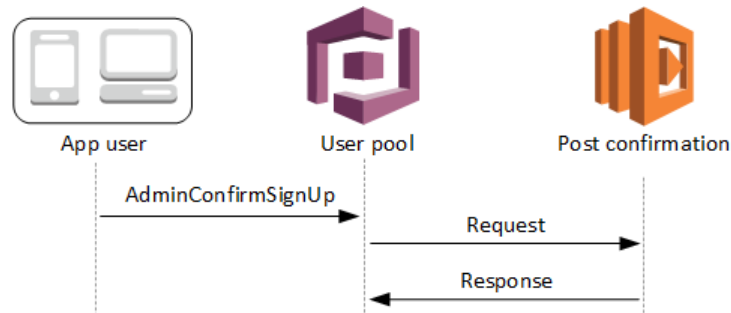 App user
User pool
Post confirmation
AdminConfirmSignUp
Request
Response